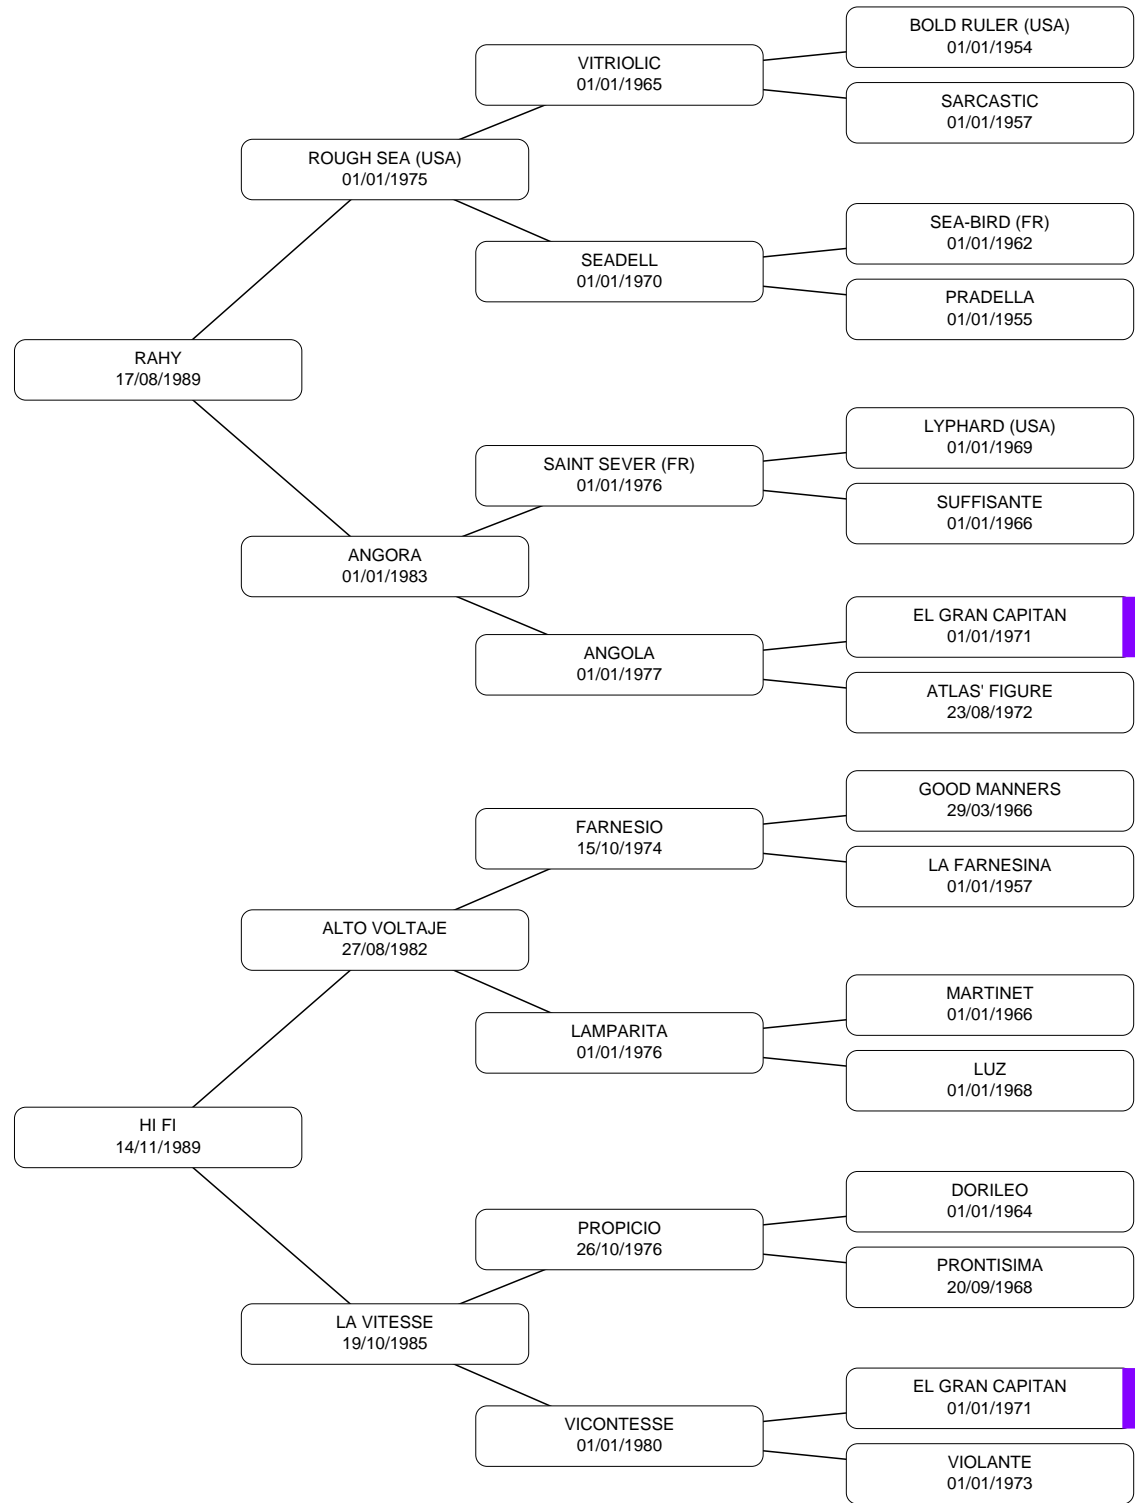 BOLD RULER (USA)
01/01/1954
VITRIOLIC
01/01/1965
SARCASTIC
01/01/1957
ROUGH SEA (USA)
01/01/1975
SEA-BIRD (FR)
01/01/1962
SEADELL
01/01/1970
PRADELLA
01/01/1955
RAHY
17/08/1989
LYPHARD (USA)
01/01/1969
SAINT SEVER (FR)
01/01/1976
SUFFISANTE
01/01/1966
ANGORA
01/01/1983
EL GRAN CAPITAN
01/01/1971
ANGOLA
01/01/1977
ATLAS' FIGURE
23/08/1972
GOOD MANNERS
29/03/1966
FARNESIO
15/10/1974
LA FARNESINA
01/01/1957
ALTO VOLTAJE
27/08/1982
MARTINET
01/01/1966
LAMPARITA
01/01/1976
LUZ
01/01/1968
HI FI
14/11/1989
DORILEO
01/01/1964
PROPICIO
26/10/1976
PRONTISIMA
20/09/1968
LA VITESSE
19/10/1985
EL GRAN CAPITAN
01/01/1971
VICONTESSE
01/01/1980
VIOLANTE
01/01/1973